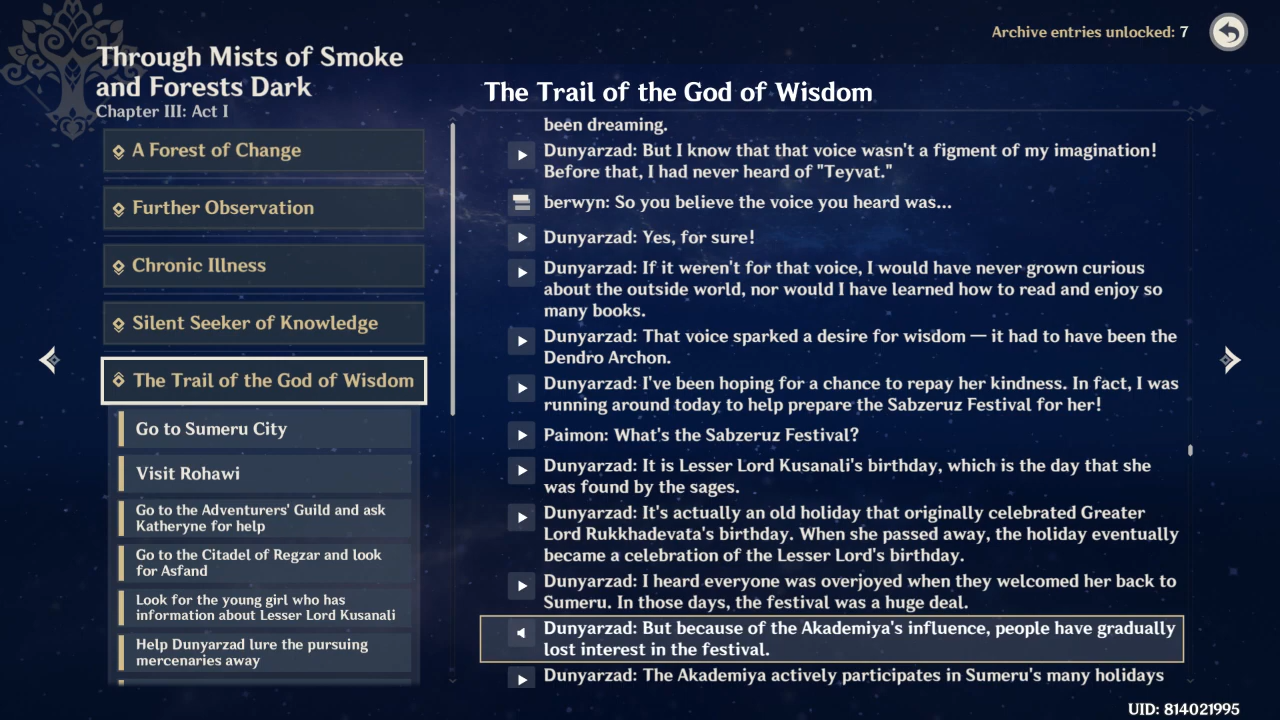 Archive entries unlocked: 7
Through Mists of Smoke
and Forests Dark
Chapter III: Act I
A Forest of Change
Further Observation
Chronic Illness
Silent Seeker of Knowledge
The Trail of the God of Wisdom
Go to Sumeru City
Visit Rohawi
Go to the Adventurers' Guild and ask
Katheryne for help
Go to the Citadel of Regzar and look
for Asfand
Look for the young girl who has
information about Lesser Lord Kusanali
Help Dunyarzad lure the pursuing
mercenaries away
The Trail of the God of Wisdom
been dreaming.
Dunyarzad: But I know that that voice wasn't a figment of my imagination!
Before that, I had never heard of "Teyvat."
berwyn: So you believe the voice you heard was...
Dunyarzad: Yes, for sure!
Dunyarzad: If it weren't for that voice, I would have never grown curious
about the outside world, nor would I have learned how to read and enjoy so
many books.
Dunyarzad: That voice sparked a desire for wisdom — it had to have been the
Dendro Archon.
Dunyarzad: I've been hoping for a chance to repay her kindness. In fact, I was
running around today to help prepare the Sabzeruz Festival for her!
Paimon: What's the Sabzeruz Festival?
Dunyarzad: It is Lesser Lord Kusanali's birthday, which is the day that she
was found by the sages.
Dunyarzad: It's actually an old holiday that originally celebrated Greater
Lord Rukkhadevata's birthday. When she passed away, the holiday eventually
became a celebration of the Lesser Lord's birthday.
Dunyarzad: I heard everyone was overjoyed when they welcomed her back to
Sumeru. In those days, the festival was a huge deal.
Dunyarzad: But because of the Akademiya's influence, people have gradually
lost interest in the festival.
Dunyarzad: The Akademiya actively participates in Sumeru's many holidays
UID: 814021995